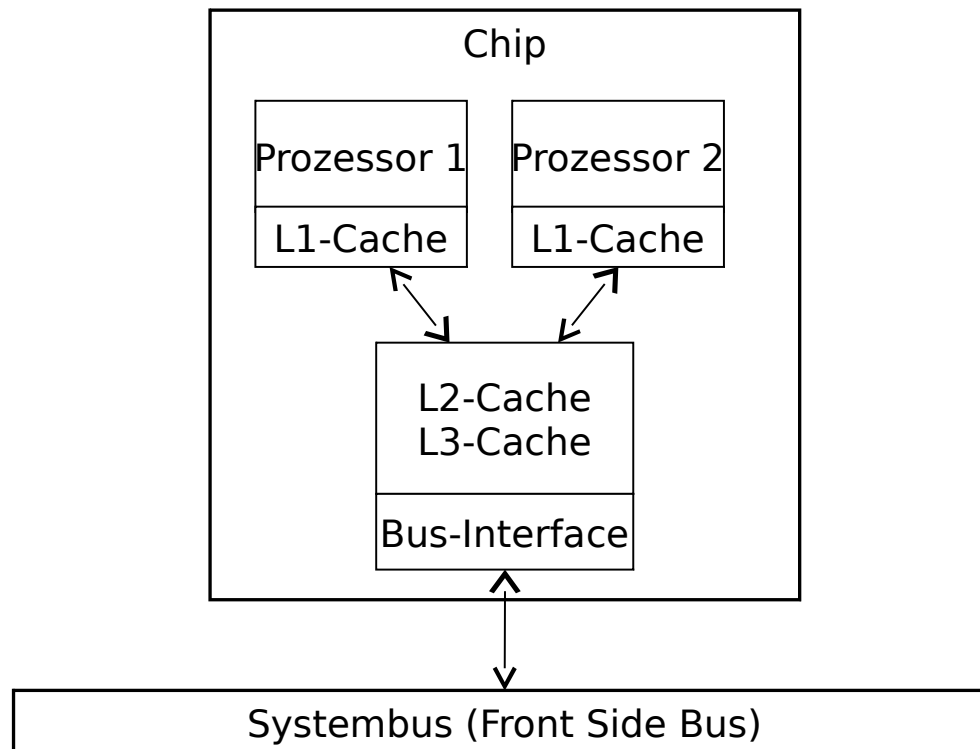 Chip
Prozessor 1
Prozessor 2
L1-Cache
L1-Cache
L2-Cache
L3-Cache
Bus-Interface
Systembus (Front Side Bus)